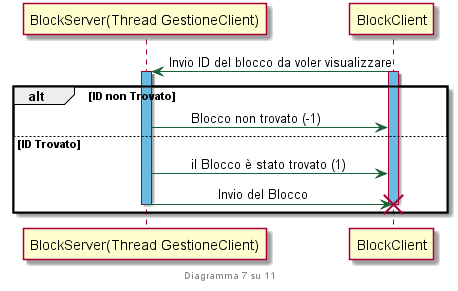 BlockServer(Thread GestioneClient)
BlockClient
Invio ID del blocco da voler visualizzare
alt
[ID non Trovato]
Blocco non trovato (-1)
[ID Trovato]
il Blocco è stato trovato (1)
Invio del Blocco
BlockServer(Thread GestioneClient)
BlockClient
Diagramma 7 su 11